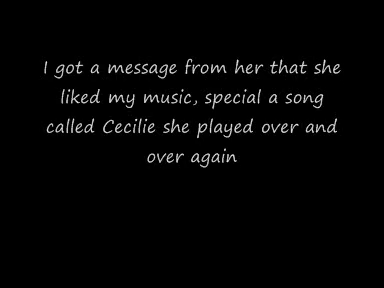 I got a message from her that she
liked my music, special a song
called Cecilie she played over and
over again